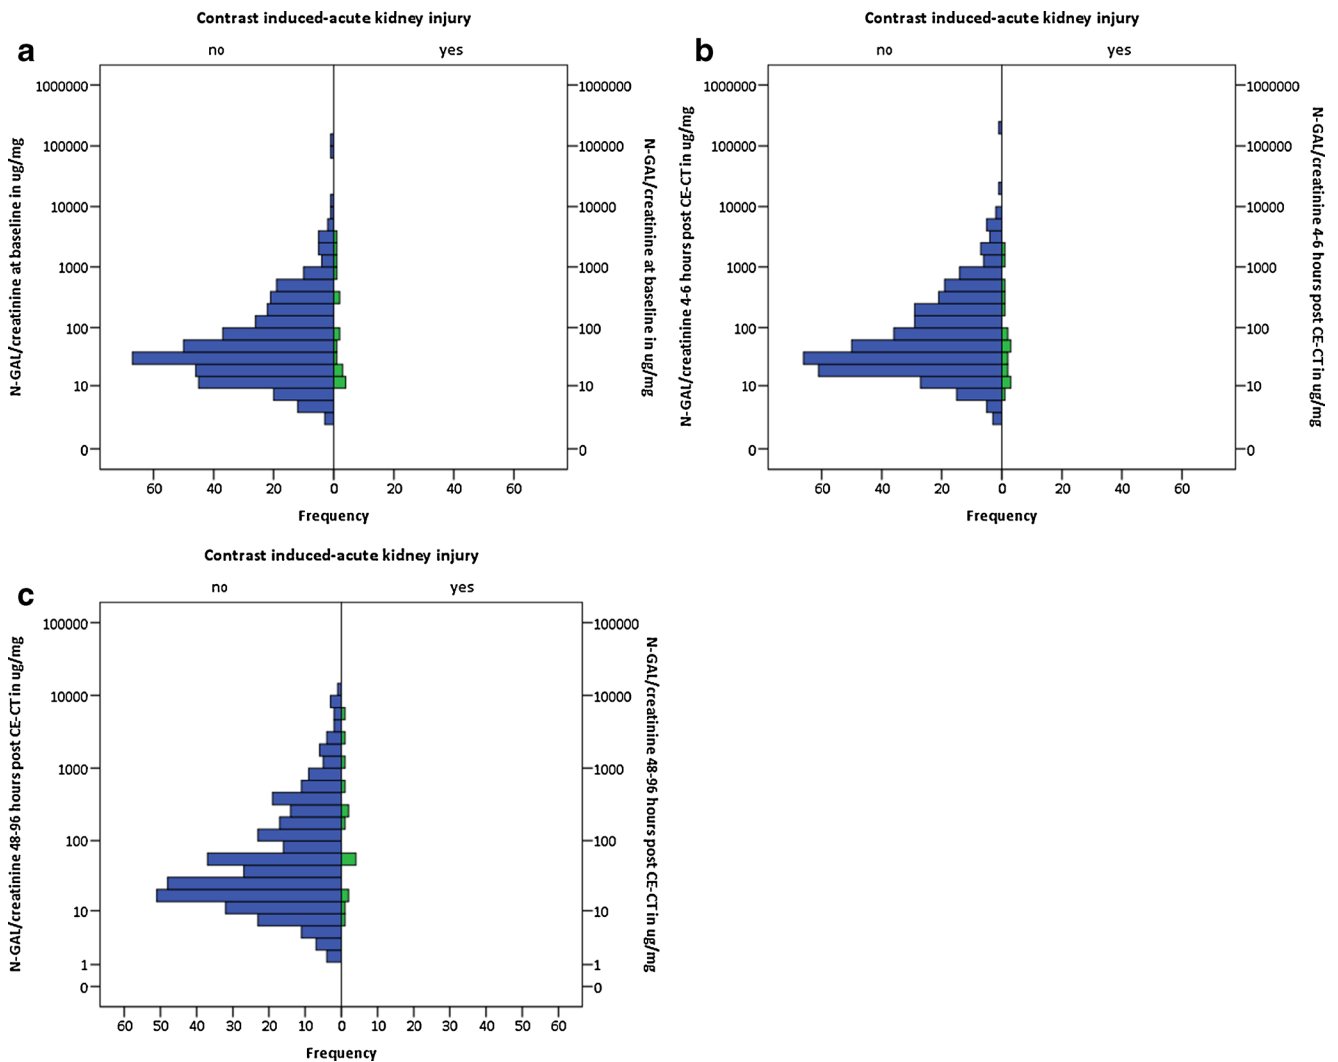 Contrast induced-acute kidney injury
a
no yes
N-GAL/creatinine at baseline in ug/mg
1000000
100000
10000
1000
100
10
0
1000000
100000
10000
1000
100
10
0
N-GAL/creatinine at baseline in ug/mg
60 40 20 0 20 40 60
Frequency
Contrast induced-acute kidney injury
b
no yes
N-GAL/creatinine 4-6 hours post CE-CT in ug/mg
1000000
100000
10000
1000
100
10
0
1000000
100000
10000
1000
100
10
0
N-GAL/creatinine 4-6 hours post CE-CT in ug/mg
60 40 20 0 20 40 60
Frequency
Contrast induced-acute kidney injury
c
no yes
N-GAL/creatinine 48-96 hours post CE-CT in ug/mg
100000
10000
1000
100
10
1
0
100000
10000
1000
100
10
1
0
N-GAL/creatinine 48-96 hours post CE-CT in ug/mg
60 50 40 30 20 10 0 10 20 30 40 50 60
Frequency